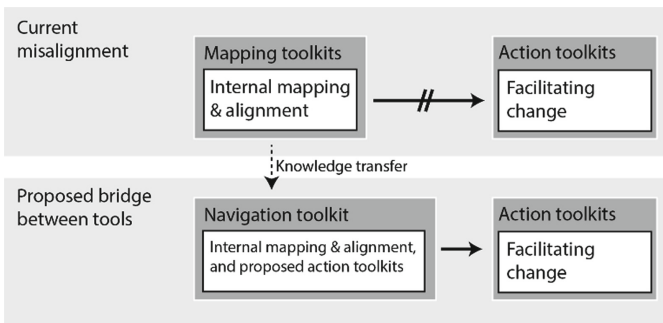 Current
misalignment
Mapping toolkits
Internal mapping
& alignment
Action toolkits
Facilitating
change
Knowledge transfer
Proposed bridge
between tools
Navigation toolkit
Internal mapping & alignment,
and proposed action toolkits
Action toolkits
Facilitating
change